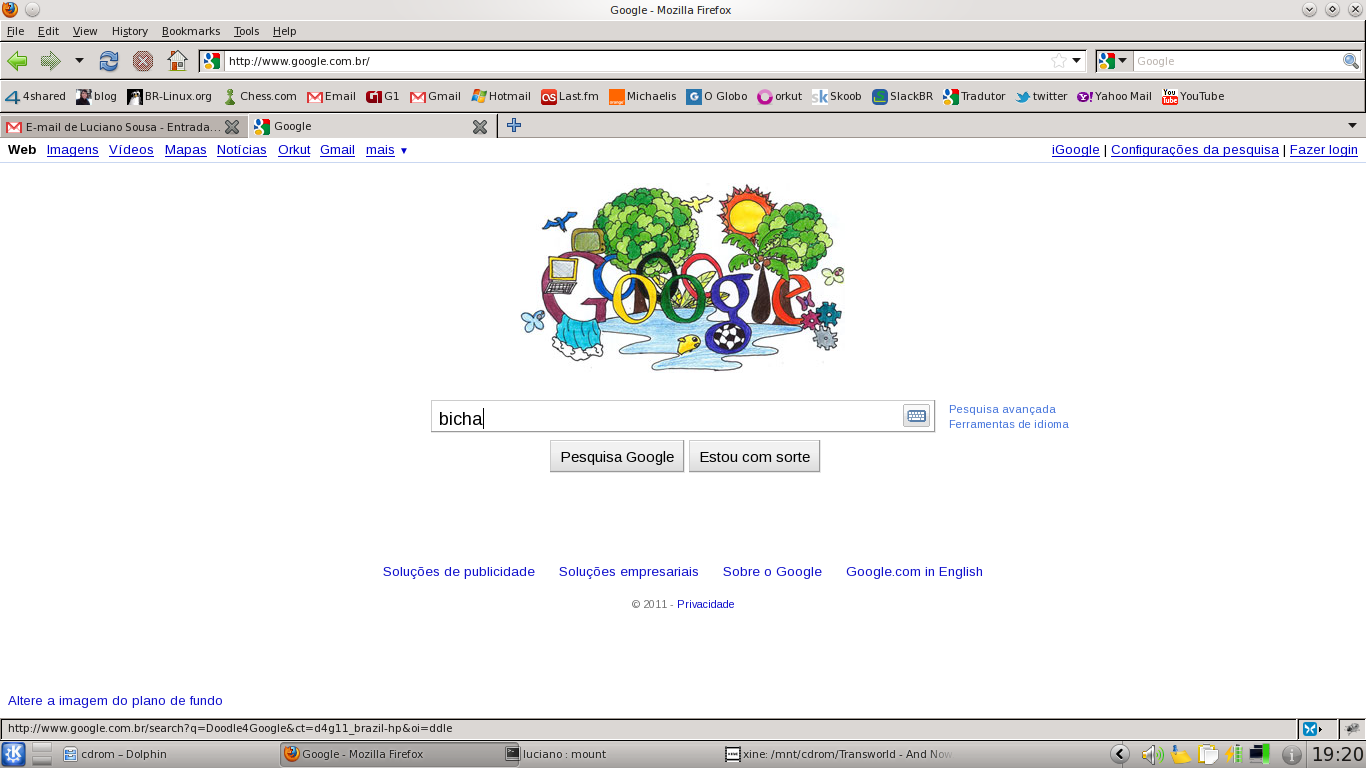 Google - Mozilla Firefox
File Edit View History Bookmarks Tools Help
http://www.google.com.br/ Google
4shared blog BR-Linux.org Chess.com Email G1 Gmail Hotmail Last.fm Michaelis O Globo orkut Skoob SlackBR Tradutor twitter Yahoo Mail YouTube
E-mail de Luciano Sousa - Entrada... Google
Web Imagens Vídeos Mapas Notícias Orkut Gmail mais ▼ iGoogle | Configurações da pesquisa | Fazer login
Google
bicha
Pesquisa avançada
Ferramentas de idioma
Pesquisa Google Estou com sorte
Soluções de publicidade Soluções empresariais Sobre o Google Google.com in English
© 2011 - Privacidade
Altere a imagem do plano de fundo
http://www.google.com.br/search?q=Doodle4Google&ct=d4g11_brazil-hp&oi=ddle
cdrom – Dolphin Google - Mozilla Firefox luciano : mount xine: /mnt/cdrom/Transworld - And Now 19:20